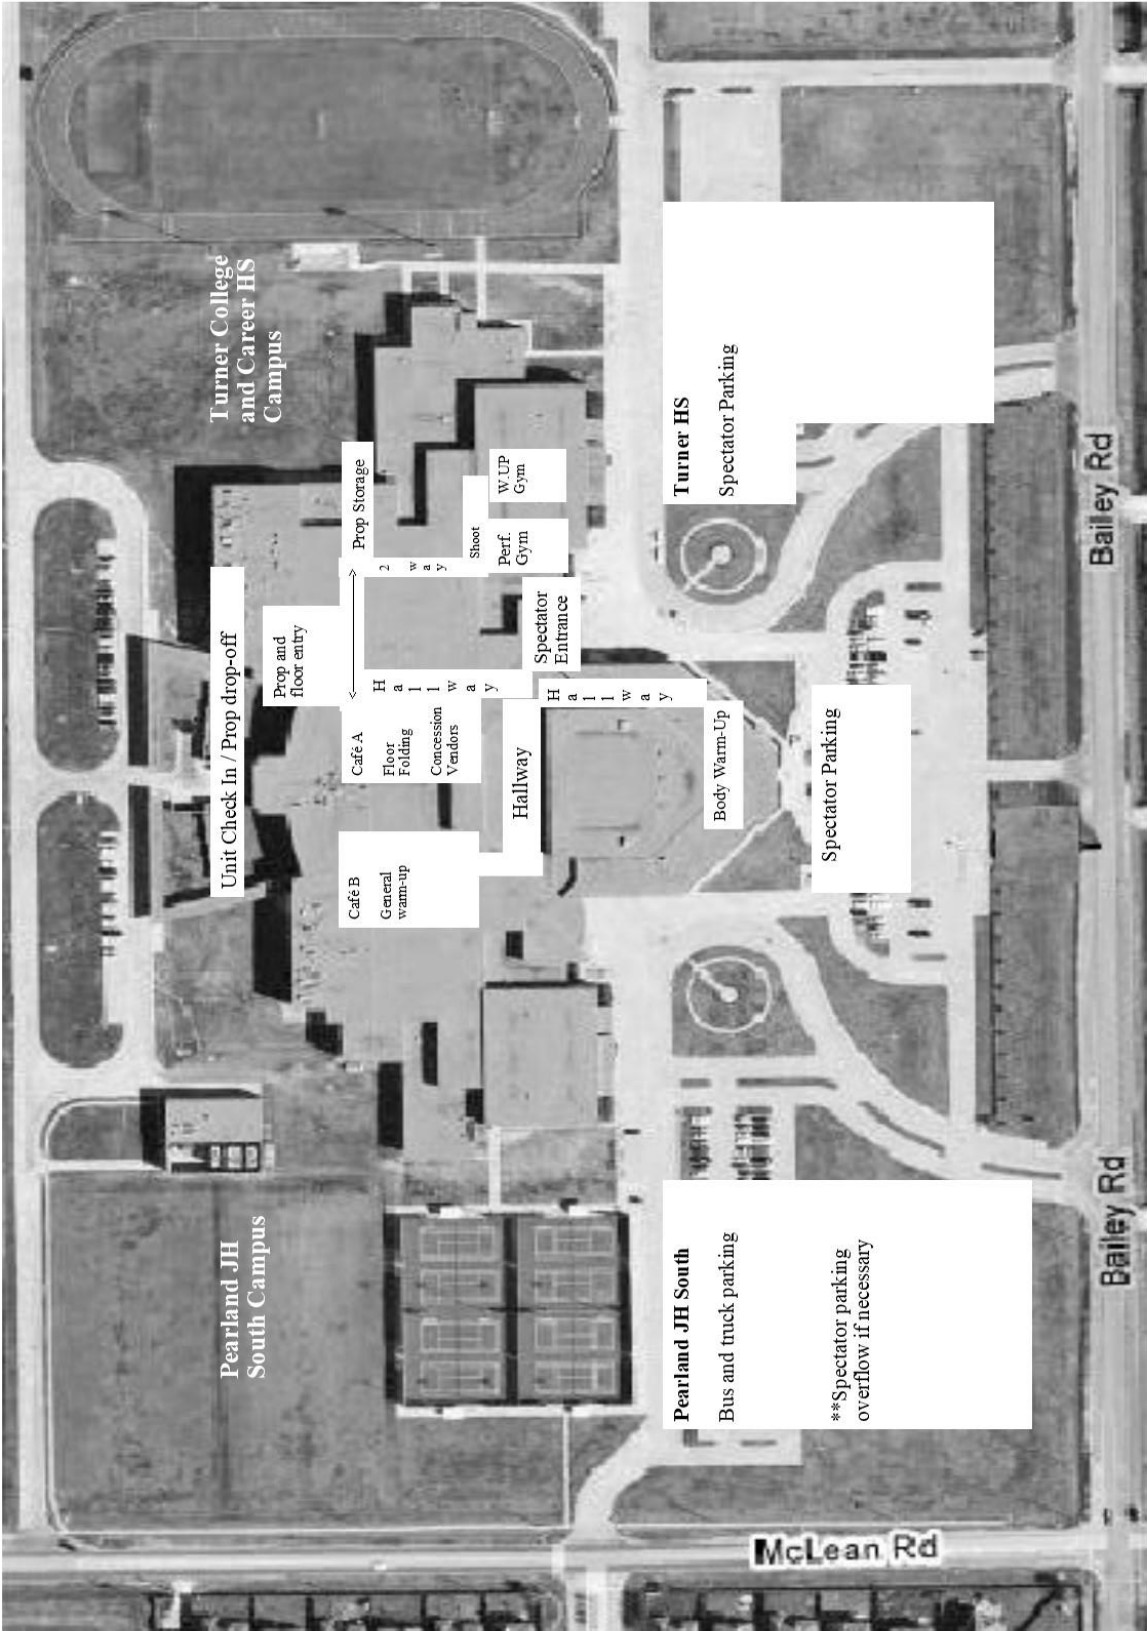 Turner College
and Career HS
Campus
Pearland JH
South Campus
Unit Check In / Prop drop-off
Prop and
floor entry
Prop Storage
Café B
General
warm-up
Café A
Floor
Folding
Concession
Vendors
H
a
l
l
w
a
y
2
w
a
y
Shoot
Perf.
Gym
W.UP
Gym
Hallway
Spectator
Entrance
H
a
l
l
w
a
y
Body Warm-Up
Spectator Parking
Turner HS
Spectator Parking
Pearland JH South
Bus and truck parking
**Spectator parking
overflow if necessary
McLean Rd
Bailey Rd
Bailey Rd